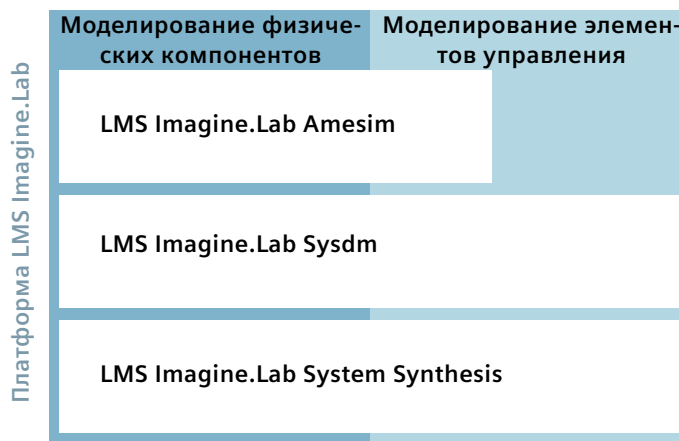 Моделирование физиче-
ских компонентов
Моделирование элемен-
тов управления
Платформа LMS Imagine.Lab
LMS Imagine.Lab Amesim
LMS Imagine.Lab Sysdm
LMS Imagine.Lab System Synthesis